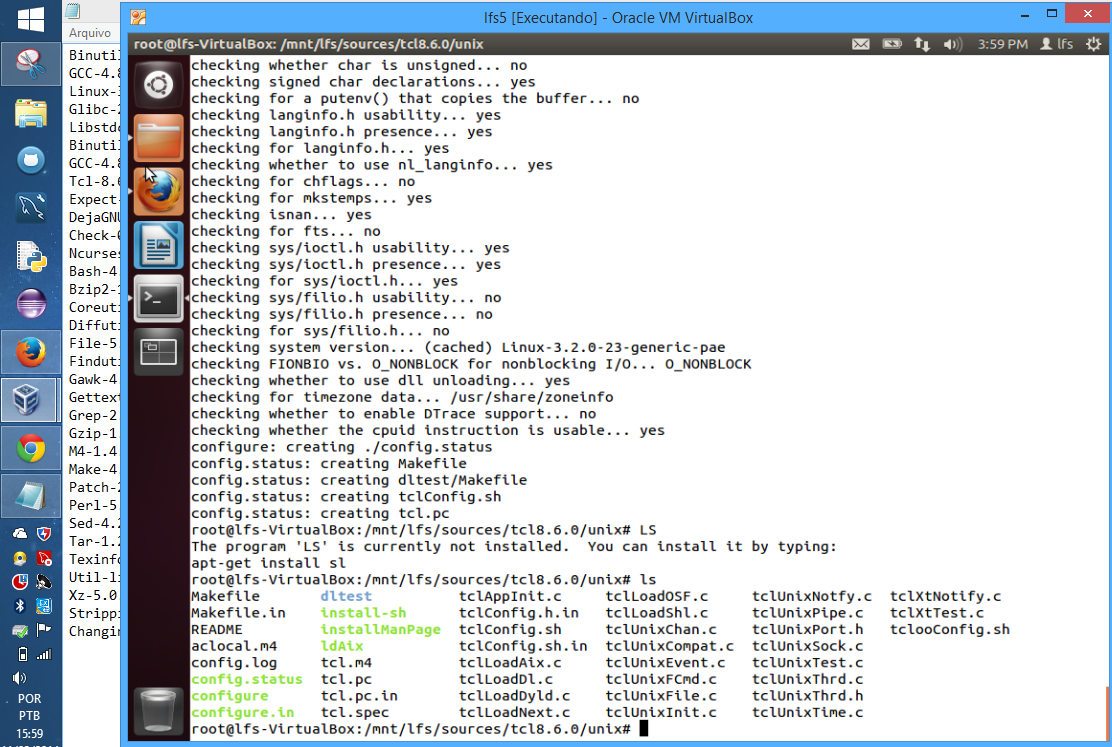 lfs5 [Executando] - Oracle VM VirtualBox
Arquivo
root@lfs-VirtualBox: /mnt/lfs/sources/tcl8.6.0/unix
3:59 PM
lfs
Binutil
GCC-4.8
Linux-3
Glibc-2
Libstdc
Binutil
GCC-4.8
Tcl-8.6
Expect-
DejaGNU
Check-0
Ncurses
Bash-4
Bzip2-1
Coreuti
Diffuti
File-5
Finduti
Gawk-4
Gettext
Grep-2
Gzip-1
M4-1.4
Make-4
Patch-2
Perl-5
Sed-4.2
Tar-1.2
Texinfo
Util-li
Xz-5.0
Strippi
Changin
checking whether char is unsigned... no
checking signed char declarations... yes
checking for a putenv() that copies the buffer... no
checking langinfo.h usability... yes
checking langinfo.h presence... yes
checking for langinfo.h... yes
checking whether to use nl_langinfo... yes
checking for chflags... no
checking for mkstemps... yes
checking isnan... yes
checking for fts... no
checking sys/ioctl.h usability... yes
checking sys/ioctl.h presence... yes
checking for sys/ioctl.h... yes
checking sys/filio.h usability... no
checking sys/filio.h presence... no
checking for sys/filio.h... no
checking system version... (cached) Linux-3.2.0-23-generic-pae
checking FIONBIO vs. O_NONBLOCK for nonblocking I/O... O_NONBLOCK
checking whether to use dll unloading... yes
checking for timezone data... /usr/share/zoneinfo
checking whether to enable DTrace support... no
checking whether the cpuid instruction is usable... yes
configure: creating ./config.status
config.status: creating Makefile
config.status: creating dltest/Makefile
config.status: creating tclConfig.sh
config.status: creating tcl.pc
root@lfs-VirtualBox:/mnt/lfs/sources/tcl8.6.0/unix# LS
The program 'LS' is currently not installed.  You can install it by typing:
apt-get install sl
root@lfs-VirtualBox:/mnt/lfs/sources/tcl8.6.0/unix# ls
Makefile dltest tclAppInit.c tclLoadOSF.c tclUnixNotfy.c tclXtNotify.c
Makefile.in install-sh tclConfig.h.in tclLoadShl.c tclUnixPipe.c tclXtTest.c
README installManPage tclConfig.sh tclUnixChan.c tclUnixPort.h tclooConfig.sh
aclocal.m4 ldAix tclConfig.sh.in tclUnixCompat.c tclUnixSock.c
config.log tcl.m4 tclLoadAix.c tclUnixEvent.c tclUnixTest.c
config.status tcl.pc tclLoadDl.c tclUnixFCmd.c tclUnixThrd.c
configure tcl.pc.in tclLoadDyld.c tclUnixFile.c tclUnixThrd.h
configure.in tcl.spec tclLoadNext.c tclUnixInit.c tclUnixTime.c
root@lfs-VirtualBox:/mnt/lfs/sources/tcl8.6.0/unix#
POR
PTB
15:59